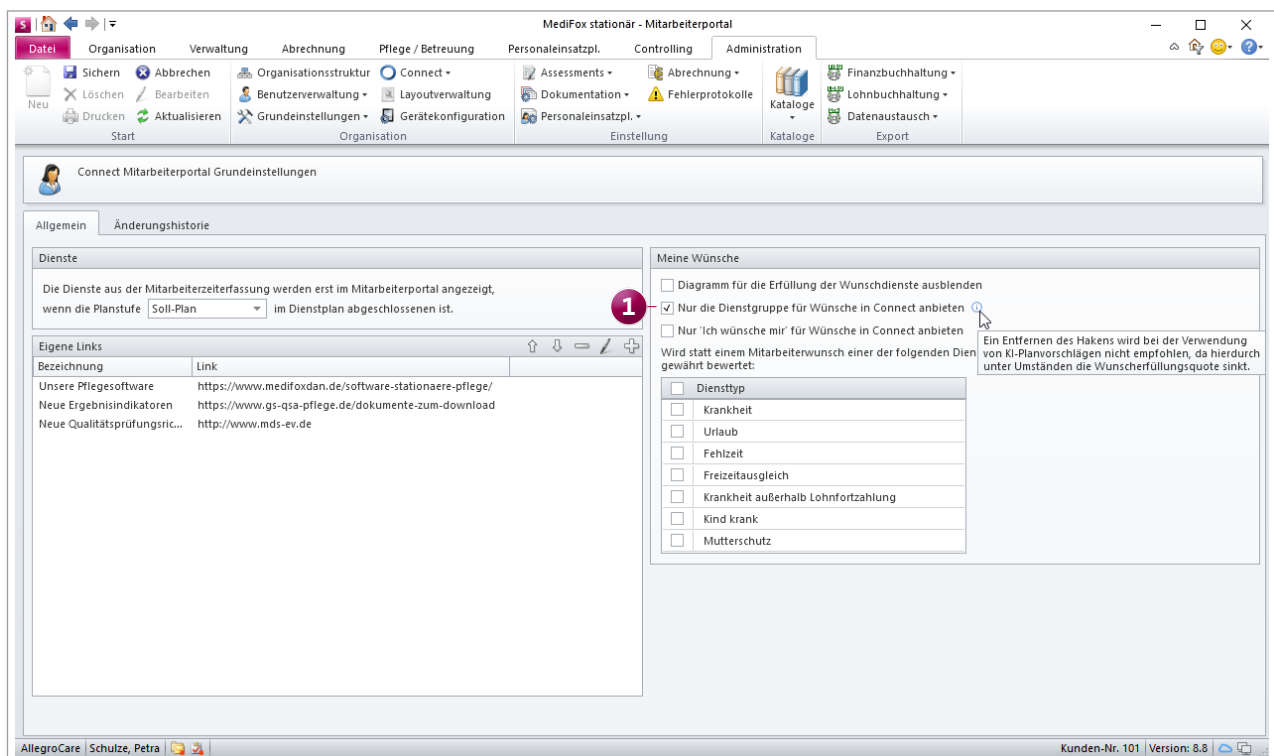 S
MediFox stationär - Mitarbeiterportal
Datei Organisation Verwaltung Abrechnung Pflege / Betreuung Personaleinsatzpl. Controlling Administration
Neu
Sichern Abbrechen
Löschen Bearbeiten
Drucken Aktualisieren
Start
Organisationsstruktur Connect
Benutzerverwaltung Layoutverwaltung
Grundeinstellungen Gerätekonfiguration
Organisation
Assessments Abrechnung
Dokumentation Fehlerprotokolle
Personaleinsatzpl.
Einstellung
Kataloge
Kataloge
Finanzbuchhaltung
Lohnbuchhaltung
Datenaustausch
Export
Connect Mitarbeiterportal Grundeinstellungen
Allgemein Änderungshistorie
Dienste
Die Dienste aus der Mitarbeiterzeiterfassung werden erst im Mitarbeiterportal angezeigt,
wenn die Planstufe Soll-Plan im Dienstplan abgeschlossenen ist.
Eigene Links
Bezeichnung Link
Unsere Pflegesoftware https://www.medifoxdan.de/software-stationaere-pflege/
Neue Ergebnisindikatoren https://www.gs-qsa-pflege.de/dokumente-zum-download
Neue Qualitätsprüfungsric... http://www.mds-ev.de
Meine Wünsche
Diagramm für die Erfüllung der Wunschdienste ausblenden
1
Nur die Dienstgruppe für Wünsche in Connect anbieten
Nur 'Ich wünsche mir' für Wünsche in Connect anbieten
Ein Entfernen des Hakens wird bei der Verwendung
von KI-Planvorschlägen nicht empfohlen, da hierdurch
unter Umständen die Wunscherfüllungsquote sinkt.
Wird statt einem Mitarbeiterwunsch einer der folgenden Dien
gewährt bewertet:
Diensttyp
Krankheit
Urlaub
Fehlzeit
Freizeitausgleich
Krankheit außerhalb Lohnfortzahlung
Kind krank
Mutterschutz
AllegroCare Schulze, Petra Kunden-Nr. 101 Version: 8.8